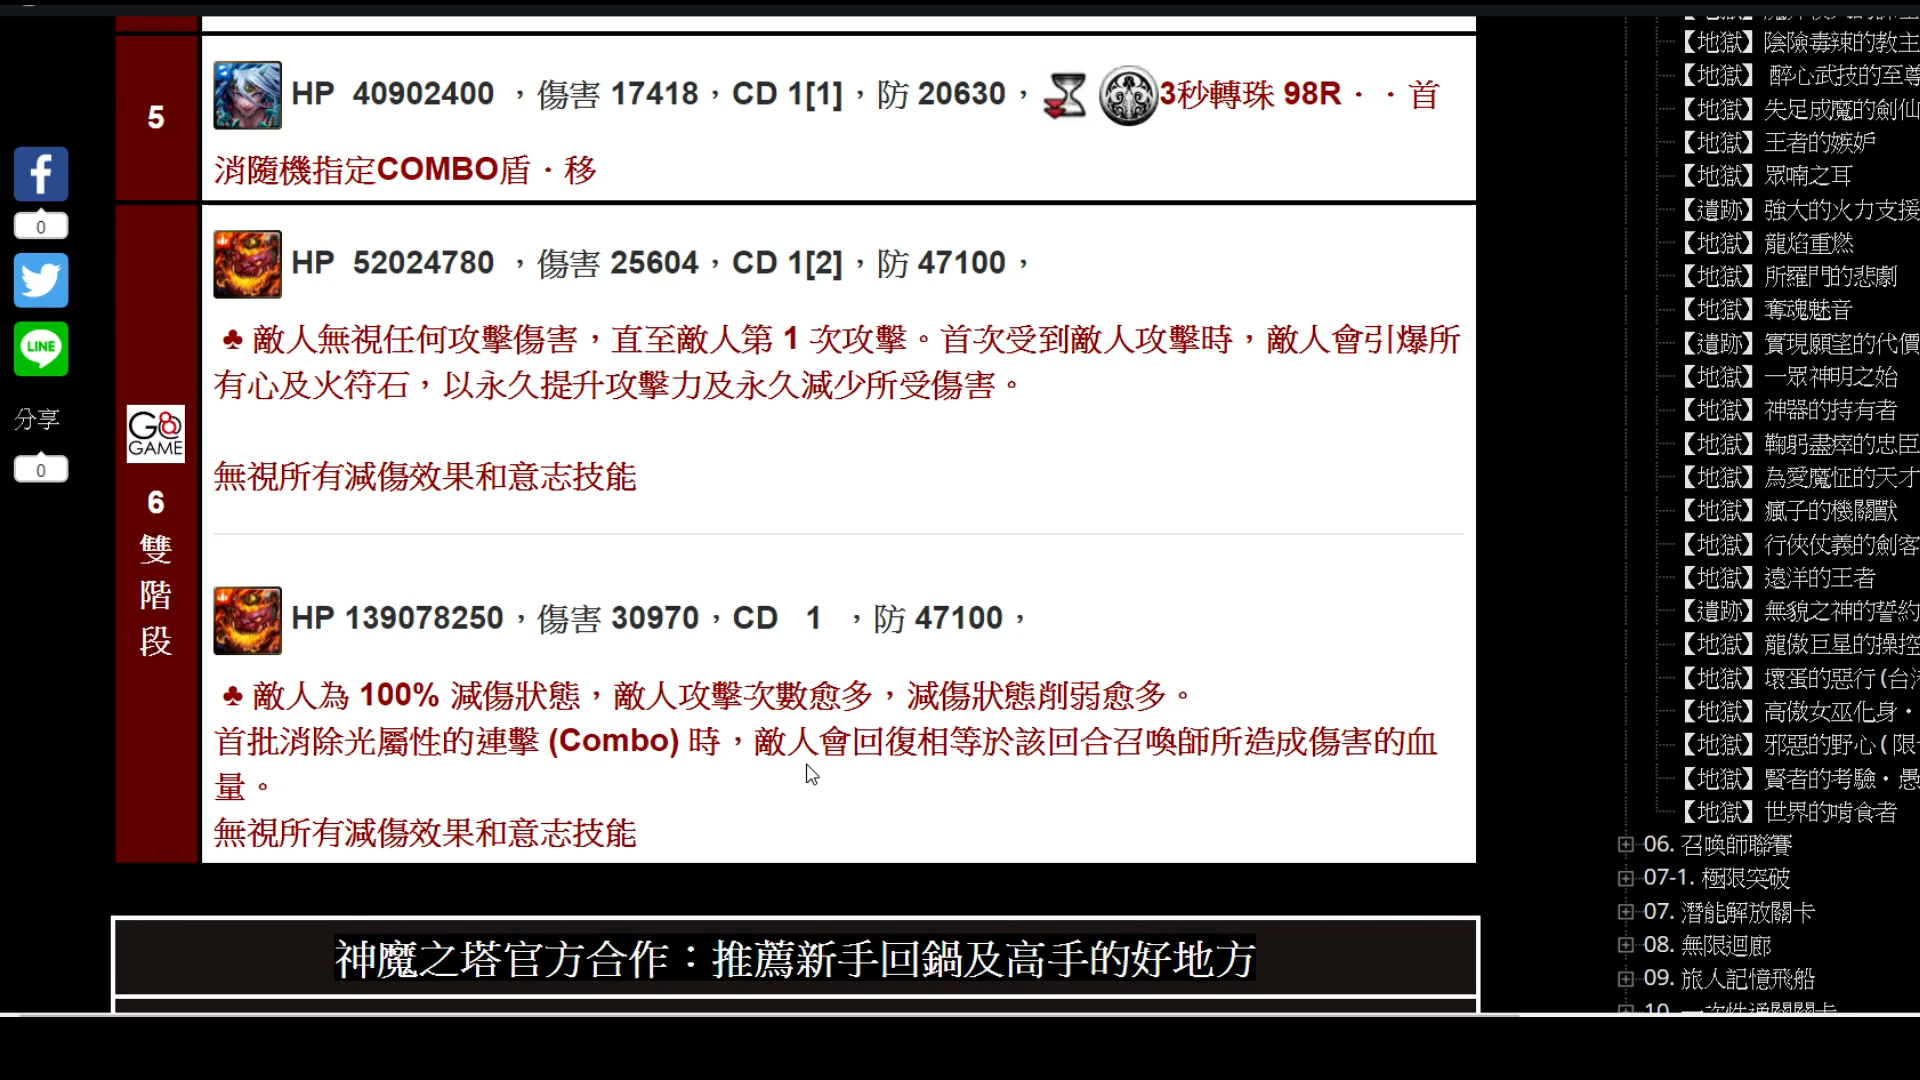 5
HP 40902400 ，傷害 17418，CD 1[1]，防 20630，3秒轉珠 98R．．首
消隨機指定COMBO盾．移
0
0
分享
LINE
G8
GAME
6
雙
階
段
HP 52024780 ，傷害 25604，CD 1[2]，防 47100，
♣ 敵人無視任何攻擊傷害，直至敵人第 1 次攻擊。首次受到敵人攻擊時，敵人會引爆所
有心及火符石，以永久提升攻擊力及永久減少所受傷害。
無視所有減傷效果和意志技能
HP 139078250，傷害 30970，CD 1 ，防 47100，
♣ 敵人為 100% 減傷狀態，敵人攻擊次數愈多，減傷狀態削弱愈多。
首批消除光屬性的連擊 (Combo) 時，敵人會回復相等於該回合召喚師所造成傷害的血
量。
無視所有減傷效果和意志技能
神魔之塔官方合作：推薦新手回鍋及高手的好地方
【地獄】陰險毒辣的教主
【地獄】 醉心武技的至尊
【地獄】失足成魔的劍仙
【地獄】王者的嫉妒
【地獄】眾喃之耳
【遺跡】強大的火力支援
【地獄】龍焰重燃
【地獄】所羅門的悲劇
【地獄】奪魂魅音
【遺跡】實現願望的代價
【地獄】一眾神明之始
【地獄】神器的持有者
【地獄】鞠躬盡瘁的忠臣
【地獄】為愛魔怔的天才
【地獄】瘋子的機關獸
【地獄】行俠仗義的劍客
【地獄】遠洋的王者
【遺跡】無貌之神的誓約
【地獄】龍傲巨星的操控
【地獄】壞蛋的惡行(台港
【地獄】高傲女巫化身・
【地獄】邪惡的野心(限
【地獄】賢者的考驗・愚
【地獄】世界的啃食者
06. 召喚師聯賽
07-1. 極限突破
07. 潛能解放關卡
08. 無限迴廊
09. 旅人記憶飛船
10. 一次性通關關卡